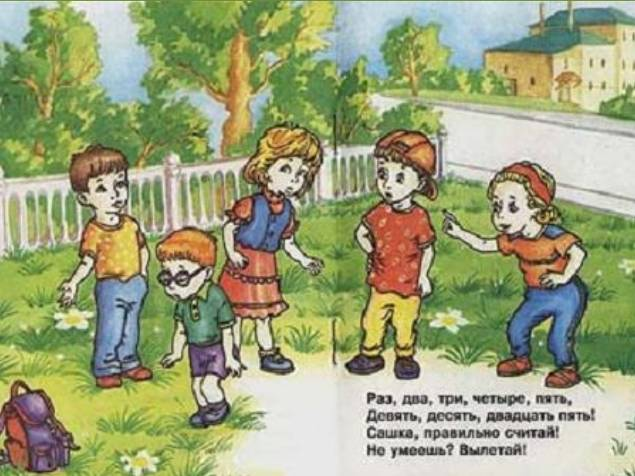 Раз, два, три, четыре, пять,
Девять, десять, двадцать пять!
Сашка, правильно считай!
Не умеешь? Вылетай!